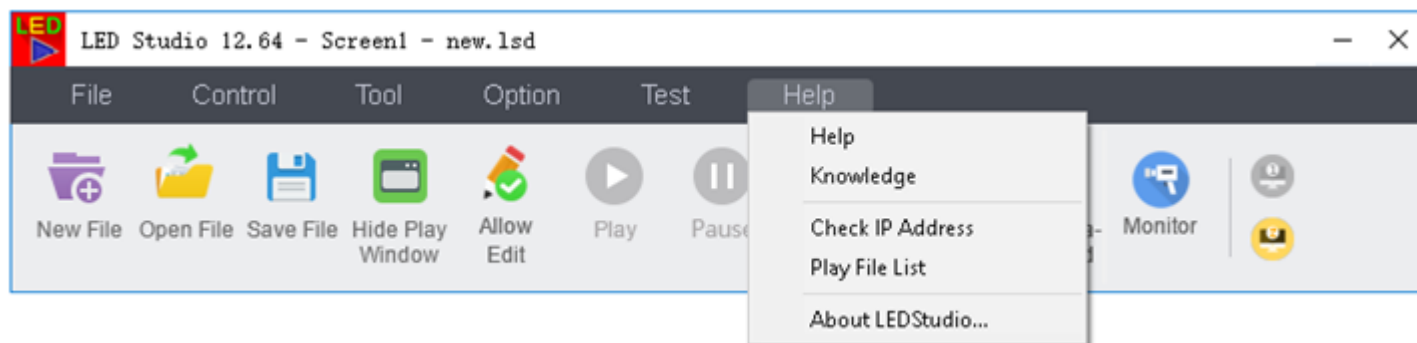 LED
LED Studio 12.64 - Screen1 - new.lsd
File Control Tool Option Test Help
Help
Knowledge
Check IP Address
Play File List
About LEDStudio...
New File Open File Save File Hide Play Window Allow Edit Play Pause Monitor